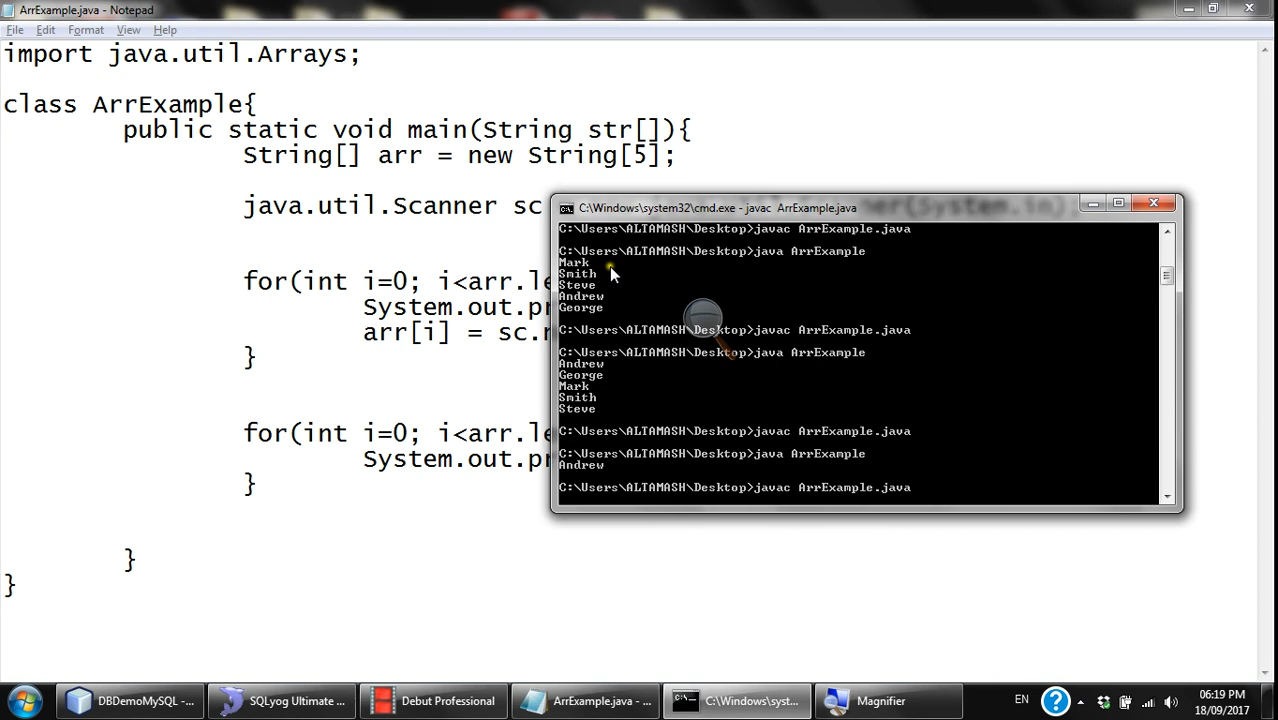 ArrExample.java - Notepad
File Edit Format View Help
import java.util.Arrays;
class ArrExample{
public static void main(String str[]){
String[] arr = new String[5];
java.util.Scanner sc
for(int i=0; i<arr.le
System.out.pr
arr[i] = sc.n
}
for(int i=0; i<arr.le
System.out.pr
}
}
}
C:\Windows\system32\cmd.exe - javac ArrExample.java
C:\Users\ALTAMASH\Desktop>javac ArrExample.java
C:\Users\ALTAMASH\Desktop>java ArrExample
Mark
Smith
Steve
Andrew
George
C:\Users\ALTAMASH\Desktop>javac ArrExample.java
C:\Users\ALTAMASH\Desktop>java ArrExample
Andrew
George
Mark
Smith
Steve
C:\Users\ALTAMASH\Desktop>javac ArrExample.java
C:\Users\ALTAMASH\Desktop>java ArrExample
Andrew
C:\Users\ALTAMASH\Desktop>javac ArrExample.java
DBDemoMySQL -... SQLyog Ultimate ... Debut Professional ArrExample.java - ... C:\Windows\syst... Magnifier EN 06:19 PM
18/09/2017